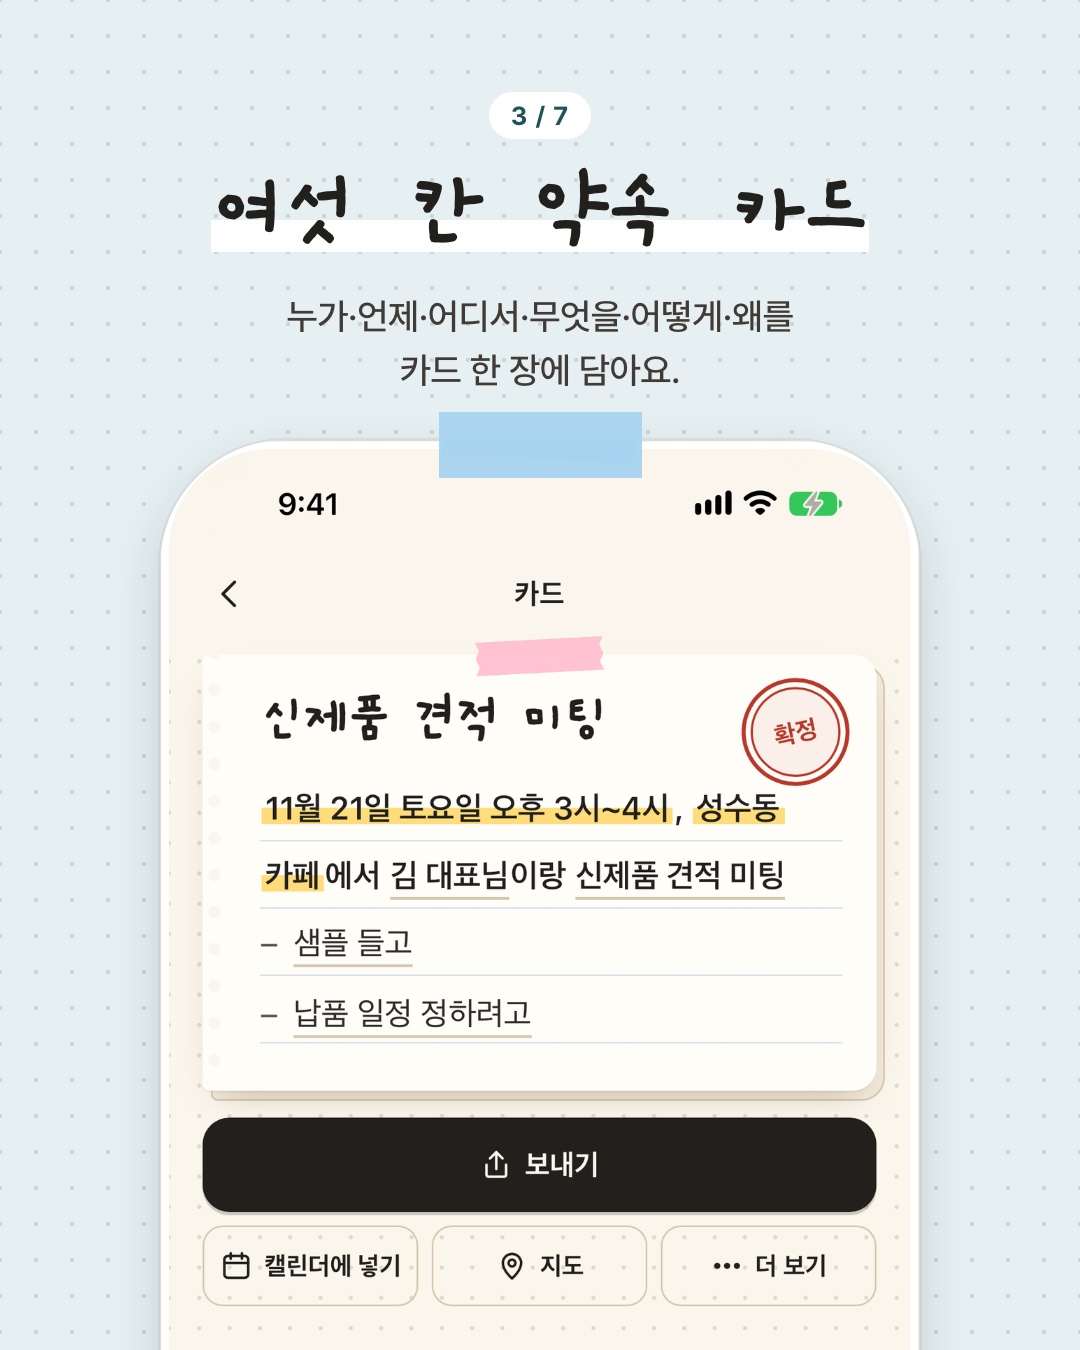 3 / 7
여섯 칸 약속 카드
누가·언제·어디서·무엇을·어떻게·왜를
카드 한 장에 담아요.
9:41
카드
신제품 견적 미팅
확정
11월 21일 토요일 오후 3시~4시, 성수동
카페에서 김 대표님이랑 신제품 견적 미팅
– 샘플 들고
– 납품 일정 정하려고
보내기
캘린더에 넣기
지도
더 보기